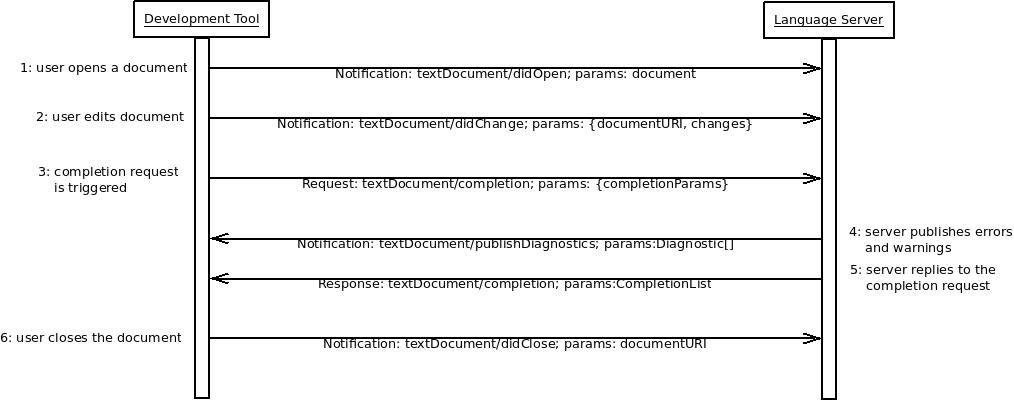 Development Tool
Language Server
1: user opens a document
Notification: textDocument/didOpen; params: document
2: user edits document
Notification: textDocument/didChange; params: {documentURI, changes}
3: completion request
is triggered
Request: textDocument/completion; params: {completionParams}
Notification: textDocument/publishDiagnostics; params:Diagnostic[]
4: server publishes errors
and warnings
Response: textDocument/completion; params:CompletionList
5: server replies to the
completion request
6: user closes the document
Notification: textDocument/didClose; params: documentURI